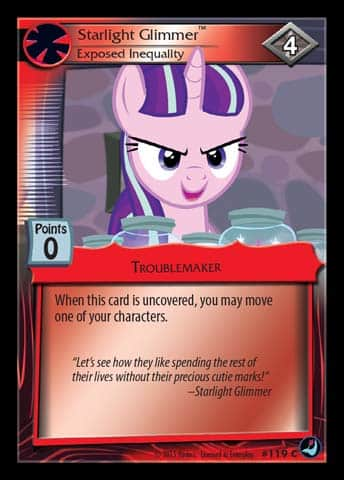 Starlight Glimmer™
Exposed Inequality
4
Points
0
TROUBLEMAKER
When this card is uncovered, you may move
one of your characters.
"Let's see how they like spending the rest of
their lives without their precious cutie marks!"
–Starlight Glimmer
#119 C